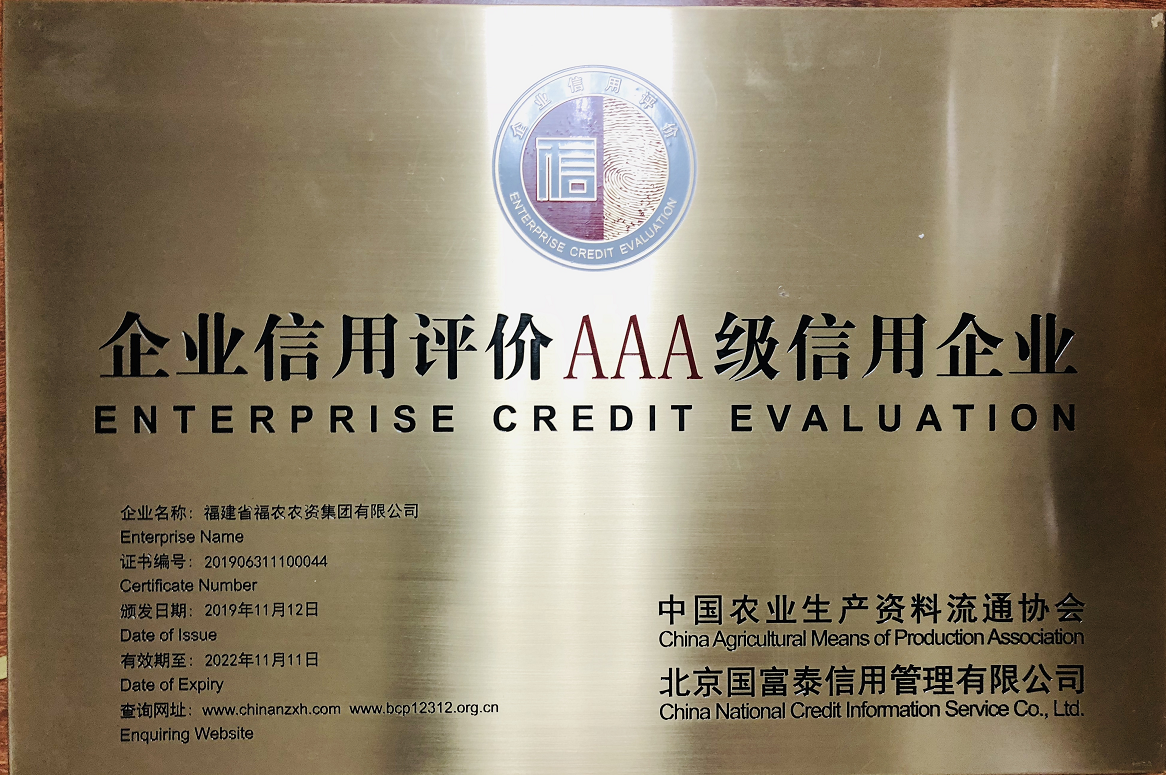 企业信用评价
信
ENTERPRISE CREDIT EVALUATION
企业信用评价AAA级信用企业
ENTERPRISE CREDIT EVALUATION
企业名称：福建省福农农资集团有限公司
Enterprise Name
证书编号：201906311100044
Certificate Number
颁发日期：2019年11月12日
Date of Issue
有效期至：2022年11月11日
Date of Expiry
查询网址：www.chinanzxh.com www.bcp12312.org.cn
Enquiring Website
中国农业生产资料流通协会
China Agricultural Means of Production Association
北京国富泰信用管理有限公司
China National Credit Information Service Co., Ltd.